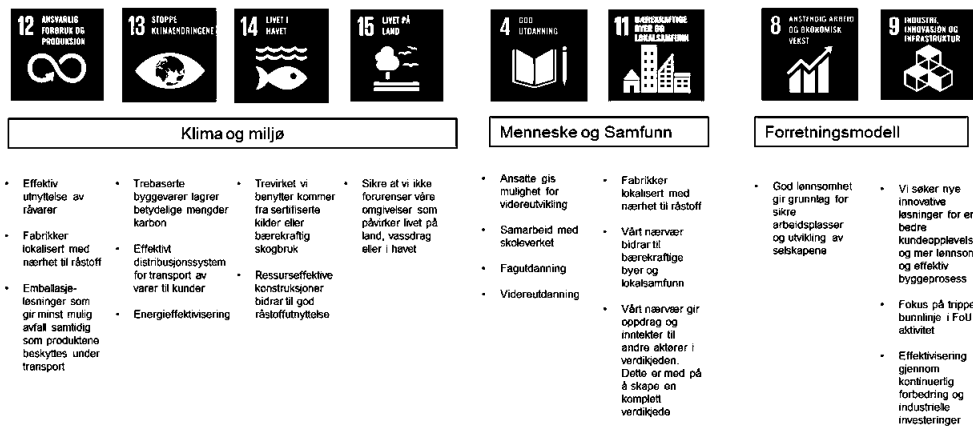 12 ANSVARLIG
FORBRUK OG
PRODUKSJON
13 STOPPE
KLIMAENDRINGENE
14 LIVET I
HAVET
15 LIVET PÅ
LAND
4 GOD
UTDANNING
11 BÆREKRAFTIGE
BYER OG
LOKALSAMFUNN
8 ANSTENDIG ARBEID
OG ØKONOMISK
VEKST
9 INDUSTRI,
INNOVASJON OG
INFRASTRUKTUR
Klima og miljø
• Effektiv
utnyttelse av
råvarer
• Fabrikker
lokalisert med
nærhet til råstoff
• Emballasje-
løsninger som
gir minst mulig
avfall samtidig
som produktene
beskyttes under
transport
• Trebaserte
byggevarer lagrer
betydelige mengder
karbon
• Effektivt
distribusjonssystem
for transport av
varer til kunder
• Energieffektivisering
• Trevirket vi
benytter kommer
fra sertifiserte
kilder eller
bærekraftig
skogbruk
• Ressurseffektive
konstruksjoner
bidrar til god
råstoffutnyttelse
• Sikre at vi ikke
forurenser våre
omgivelser som
påvirker livet på
land, vassdrag
eller i havet
Menneske og Samfunn
• Ansatte gis
mulighet for
videreutvikling
• Samarbeid med
skoleverket
• Fagutdanning
• Videreutdanning
• Fabrikker
lokalisert med
nærhet til råstoff
• Vårt nærvær
bidrar til
bærekraftige
byer og
lokalsamfunn
• Vårt nærvær gir
oppdrag og
inntekter til
andre aktører i
verdikjeden.
Dette er med på
å skape en
komplett
verdikjede
Forretningsmodell
• God lønnsomhet
gir grunnlag for
sikre
arbeidsplasser
og utvikling av
selskapene
• Vi søker nye
innovative
løsninger for en
bedre
kundeopplevels
og mer lønnsom
og effektiv
byggeprosess
• Fokus på trippe
bunnlinje i FoU
aktivitet
• Effektivisering
gjennom
kontinuerlig
forbedring og
industrielle
investeringer